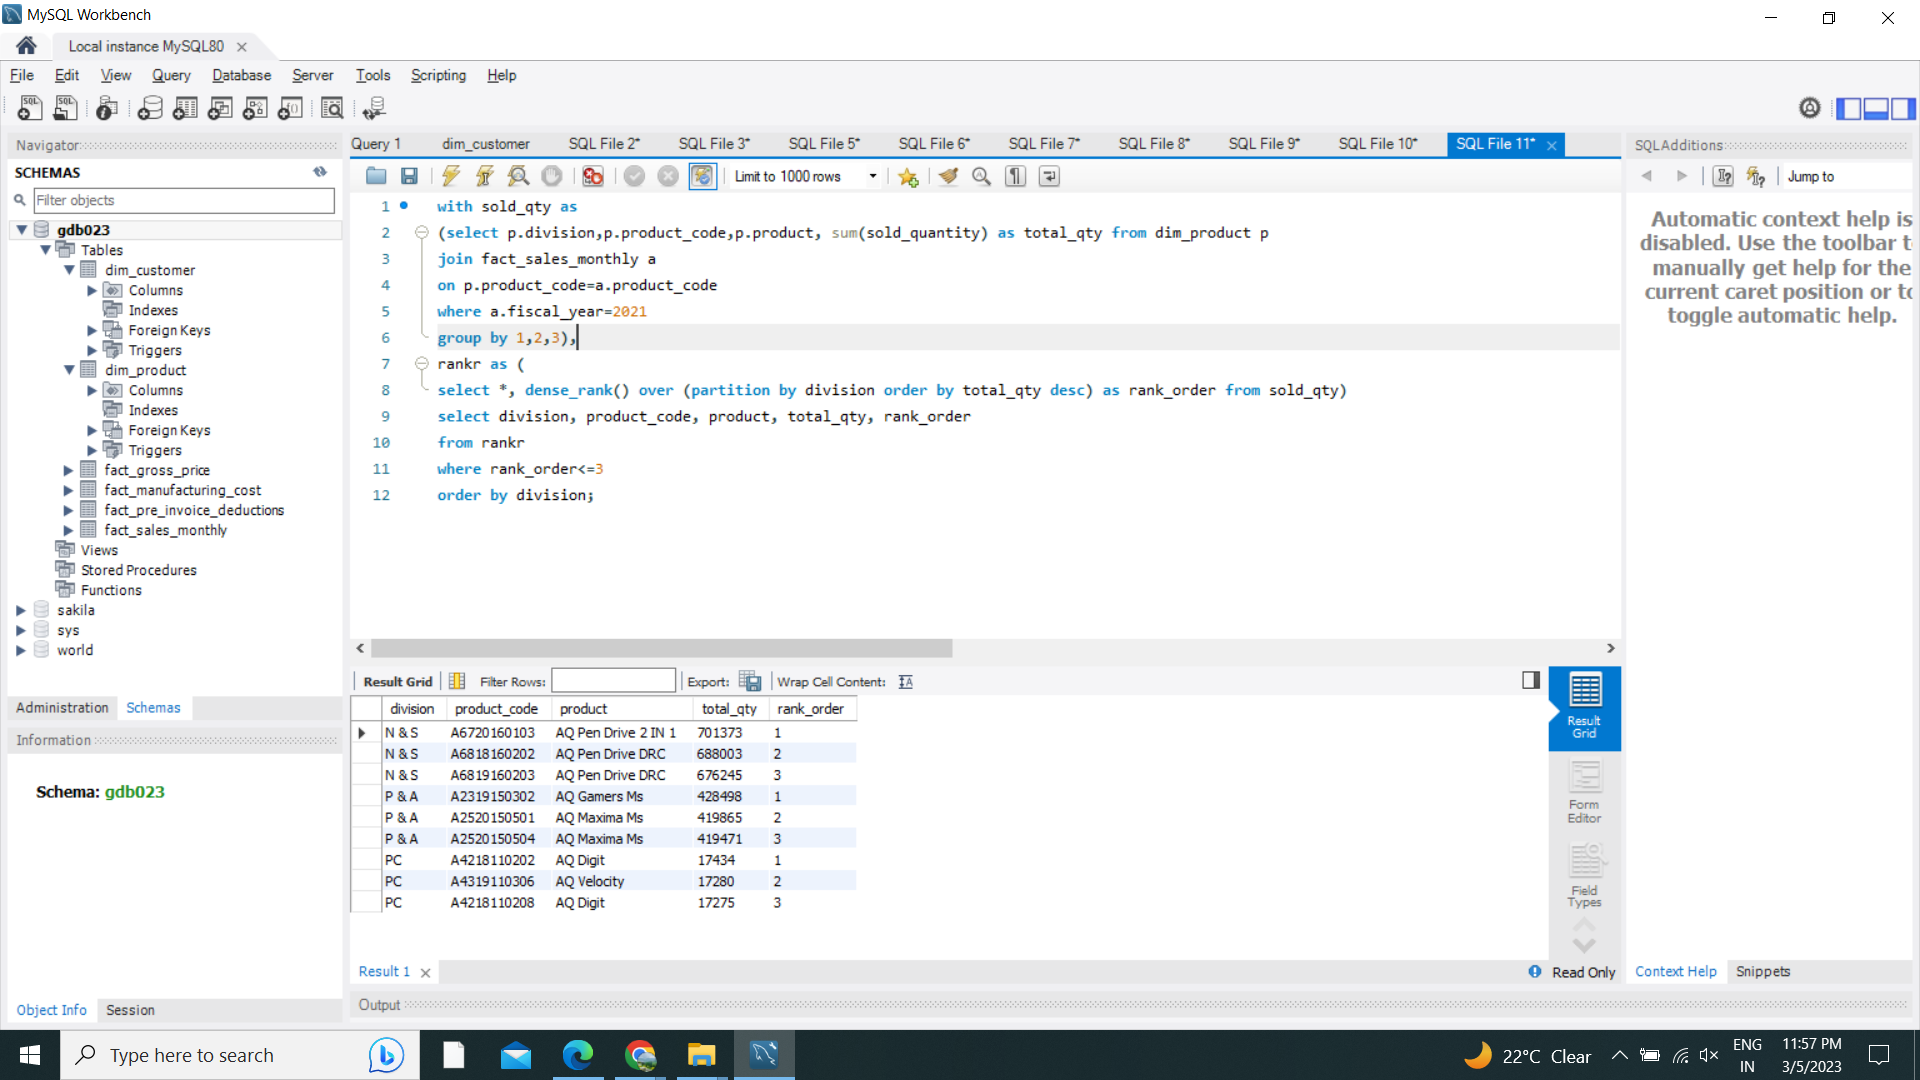 MySQL Workbench
Local instance MySQL80
File Edit View Query Database Server Tools Scripting Help
Navigator
SCHEMAS
Filter objects
gdb023
Tables
dim_customer
Columns
Indexes
Foreign Keys
Triggers
dim_product
Columns
Indexes
Foreign Keys
Triggers
fact_gross_price
fact_manufacturing_cost
fact_pre_invoice_deductions
fact_sales_monthly
Views
Stored Procedures
Functions
sakila
sys
world
Administration Schemas
Information
Schema: gdb023
Object Info Session
Query 1 dim_customer SQL File 2* SQL File 3* SQL File 5* SQL File 6* SQL File 7* SQL File 8* SQL File 9* SQL File 10* SQL File 11*
Limit to 1000 rows
1 with sold_qty as
2 (select p.division,p.product_code,p.product, sum(sold_quantity) as total_qty from dim_product p
3 join fact_sales_monthly a
4 on p.product_code=a.product_code
5 where a.fiscal_year=2021
6 group by 1,2,3),
7 rankr as (
8 select *, dense_rank() over (partition by division order by total_qty desc) as rank_order from sold_qty)
9 select division, product_code, product, total_qty, rank_order
10 from rankr
11 where rank_order<=3
12 order by division;
Result Grid Filter Rows: Export: Wrap Cell Content:
division product_code product total_qty rank_order
N & S A6720160103 AQ Pen Drive 2 IN 1 701373 1
N & S A6818160202 AQ Pen Drive DRC 688003 2
N & S A6819160203 AQ Pen Drive DRC 676245 3
P & A A2319150302 AQ Gamers Ms 428498 1
P & A A2520150501 AQ Maxima Ms 419865 2
P & A A2520150504 AQ Maxima Ms 419471 3
PC A4218110202 AQ Digit 17434 1
PC A4319110306 AQ Velocity 17280 2
PC A4218110208 AQ Digit 17275 3
Result
Grid
Form
Editor
Field
Types
Result 1
Read Only
Output
SQLAdditions
Jump to
Automatic context help is
disabled. Use the toolbar t
manually get help for the
current caret position or to
toggle automatic help.
Context Help Snippets
Type here to search
22°C Clear
ENG
IN
11:57 PM
3/5/2023